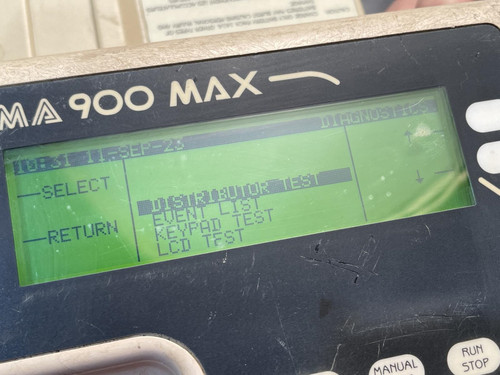 MA 900 MAX
10:31 11-SEP-23 DIAGNOSTICS
SELECT
DISTRIBUTOR TEST
EVENT LIST
RETURN
KEYPAD TEST
LCD TEST
MANUAL
RUN
STOP